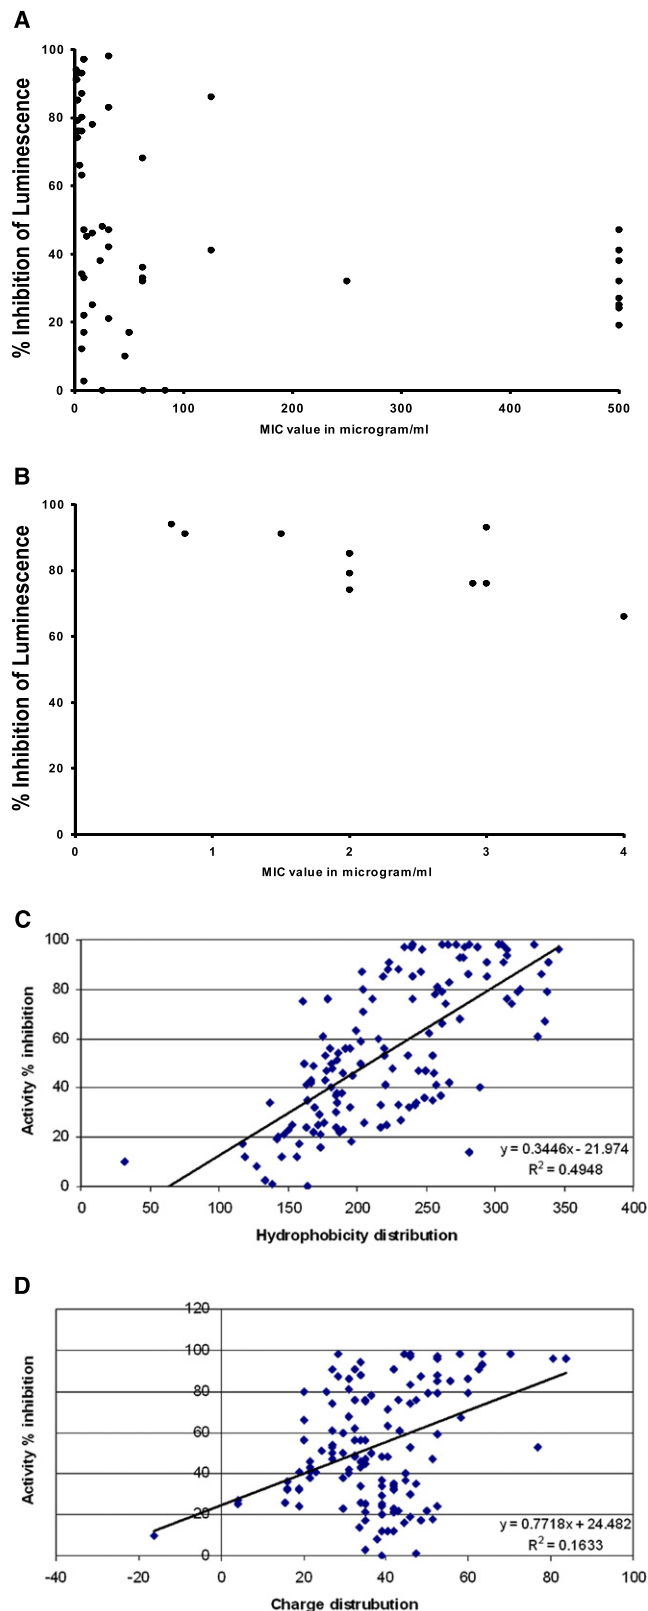 A
100
80
60
40
20
0
% Inhibition of Luminescence
0 100 200 300 400 500
MIC value in microgram/ml
B
100
80
60
40
20
0
% Inhibition of Luminescence
0 1 2 3 4
MIC value in microgram/ml
C
100
80
60
40
20
0
Activity % inhibition
y = 0.3446x - 21.974
R² = 0.4948
0 50 100 150 200 250 300 350 400
Hydrophobicity distribution
D
120
100
80
60
40
20
0
Activity % inhibition
y = 0.7718x + 24.482
R² = 0.1633
-40 -20 0 20 40 60 80 100
Charge distrubution